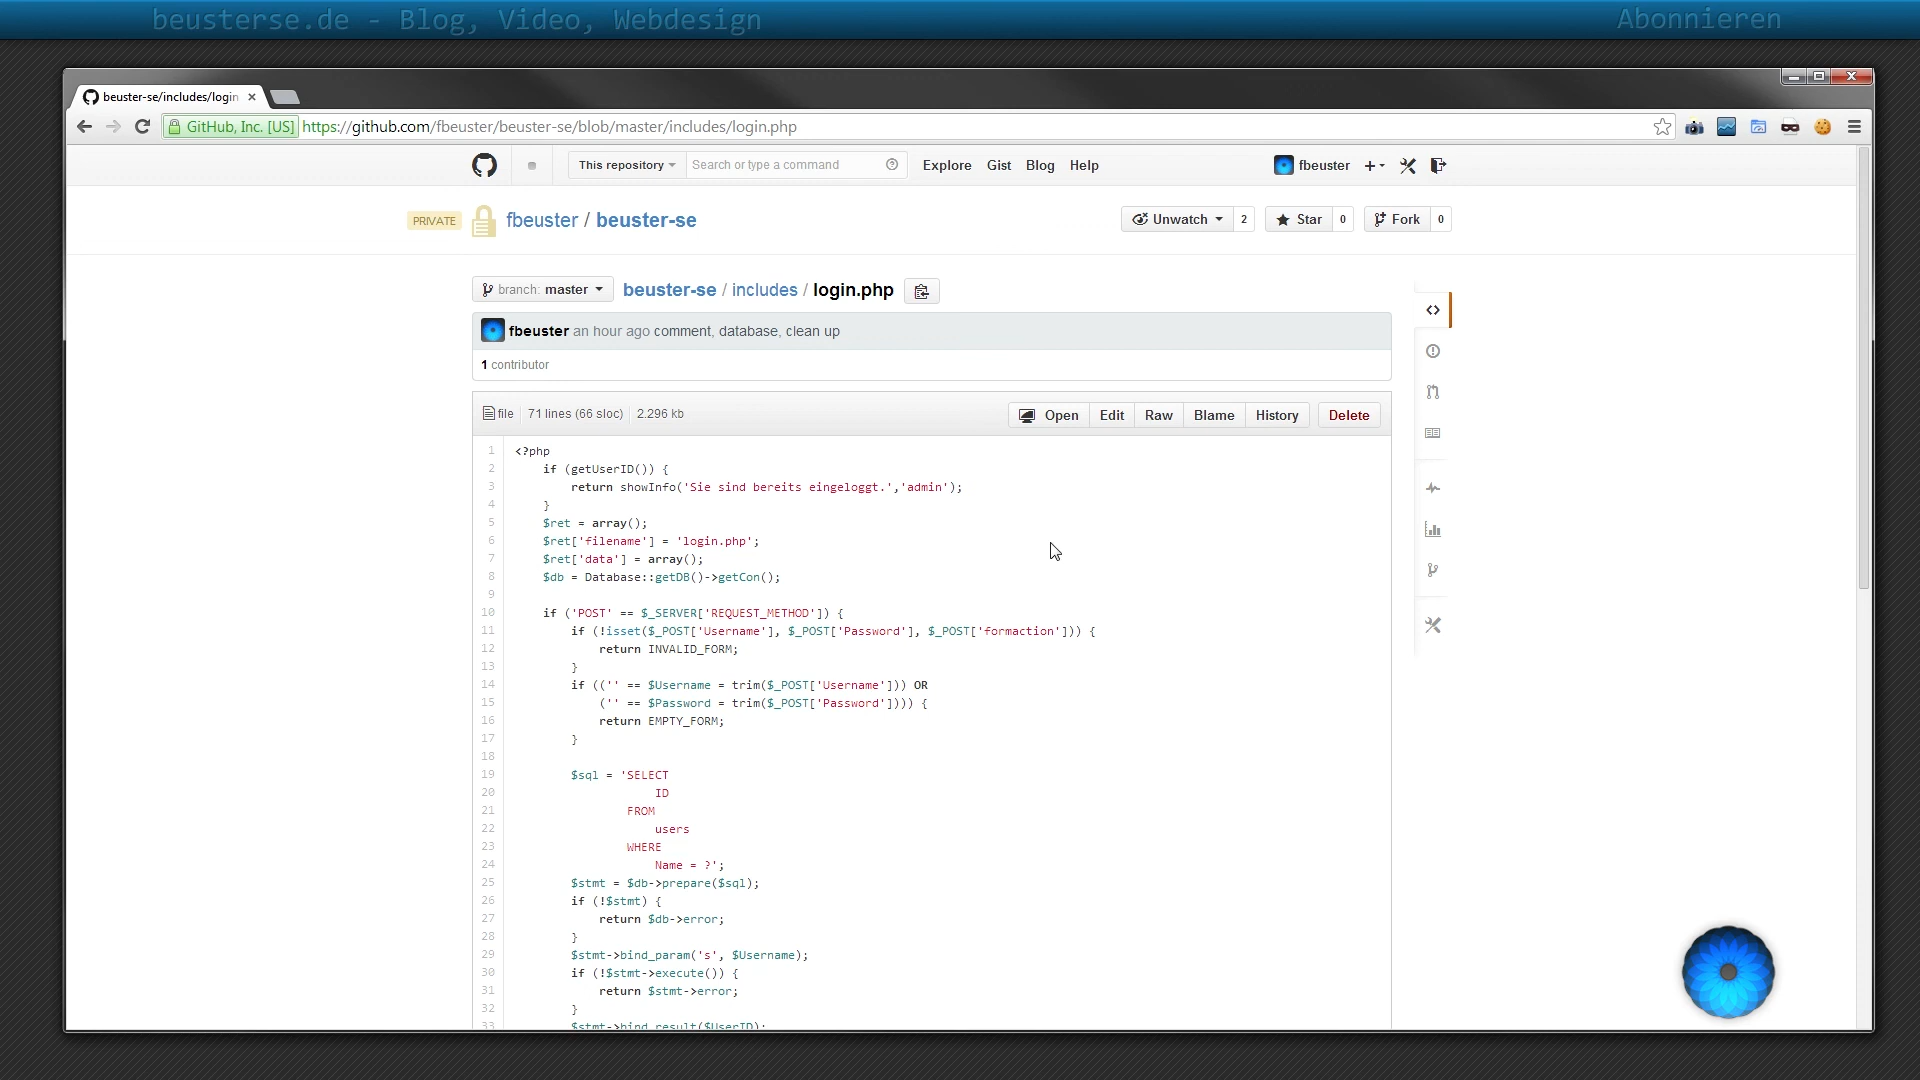 beusterse.de - Blog, Video, Webdesign
Abonnieren
beuster-se/includes/login
GitHub, Inc. [US] https://github.com/fbeuster/beuster-se/blob/master/includes/login.php
This repository Search or type a command Explore Gist Blog Help fbeuster
PRIVATE fbeuster / beuster-se Unwatch 2 Star 0 Fork 0
branch: master beuster-se / includes / login.php
fbeuster an hour ago comment, database, clean up
1 contributor
file 71 lines (66 sloc) 2.296 kb Open Edit Raw Blame History Delete
1 <?php
2 if (getUserID()) {
3 return showInfo('Sie sind bereits eingeloggt.','admin');
4 }
5 $ret = array();
6 $ret['filename'] = 'login.php';
7 $ret['data'] = array();
8 $db = Database::getDB()->getCon();
9
10 if ('POST' == $_SERVER['REQUEST_METHOD']) {
11 if (!isset($_POST['Username'], $_POST['Password'], $_POST['formaction'])) {
12 return INVALID_FORM;
13 }
14 if (('' == $Username = trim($_POST['Username'])) OR
15 ('' == $Password = trim($_POST['Password']))) {
16 return EMPTY_FORM;
17 }
18
19 $sql = 'SELECT
20 ID
21 FROM
22 users
23 WHERE
24 Name = ?';
25 $stmt = $db->prepare($sql);
26 if (!$stmt) {
27 return $db->error;
28 }
29 $stmt->bind_param('s', $Username);
30 if (!$stmt->execute()) {
31 return $stmt->error;
32 }
33 $stmt->bind_result($UserID);